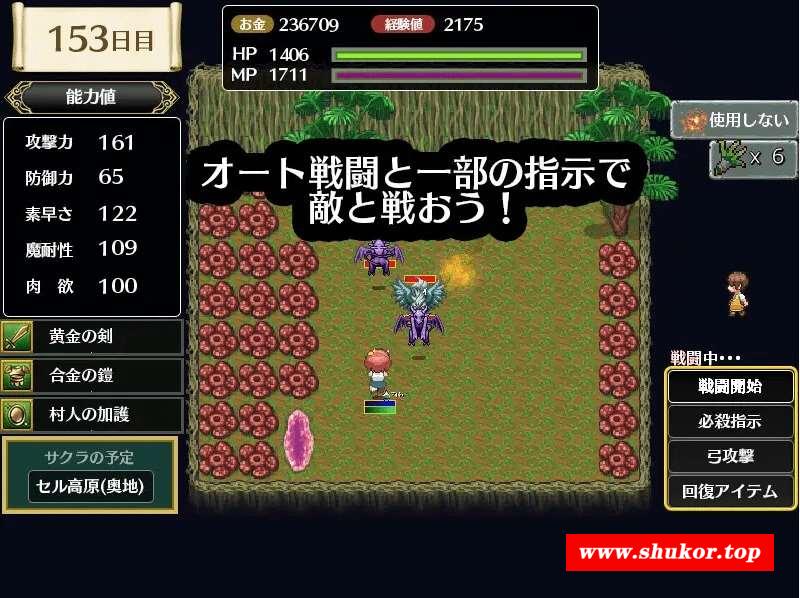 153日目
お金 236709 経験値 2175
HP 1406
MP 1711
能力値
攻撃力 161
防御力 65
素早さ 122
魔耐性 109
肉 欲 100
黄金の剣
合金の鎧
村人の加護
サクラの予定
セル高原(奥地)
オート戦闘と一部の指示で
敵と戦おう！
使用しない
x 6
戦闘中･･･
戦闘開始
必殺指示
弓攻撃
回復アイテム
www.shukor.top